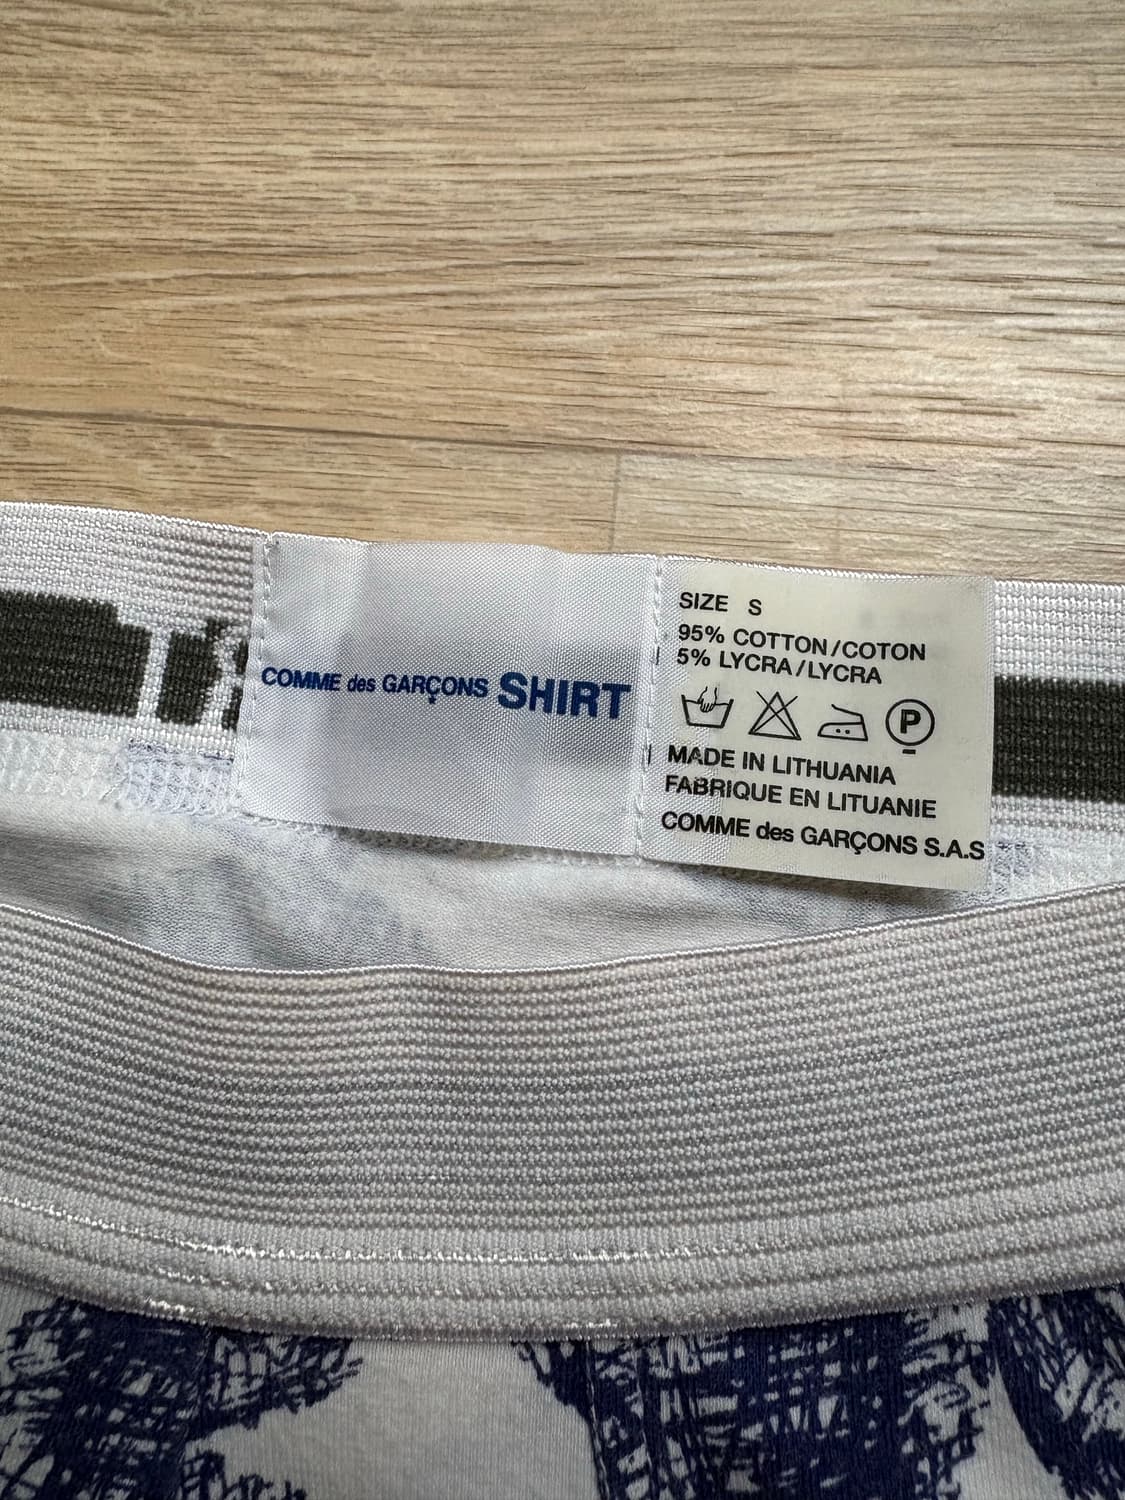 COMME des GARÇONS SHIRT
SIZE S
95% COTTON/COTON
5% LYCRA/LYCRA
P
MADE IN LITHUANIA
FABRIQUE EN LITUANIE
COMME des GARÇONS S.A.S